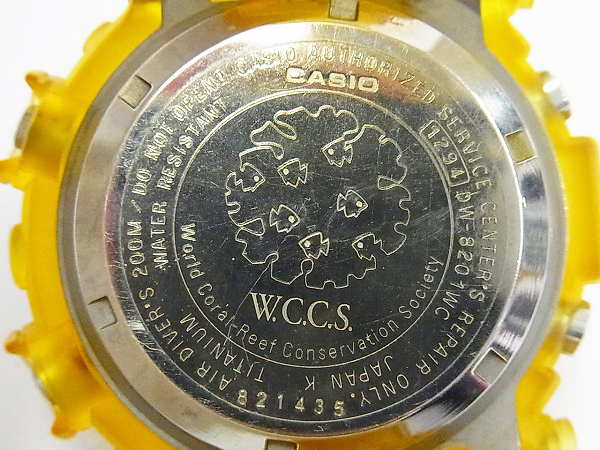 AIR DIVER'S 200M / DO NOT OPEN! CASIO AUTHORIZED SERVICE CENTER'S REPAIR ONLY.
CASIO
WATER RESISTANT
1294 DW-8201WC
W.C.C.S.
World Coral-Reef Conservation Society
TITANIUM JAPAN K
821435